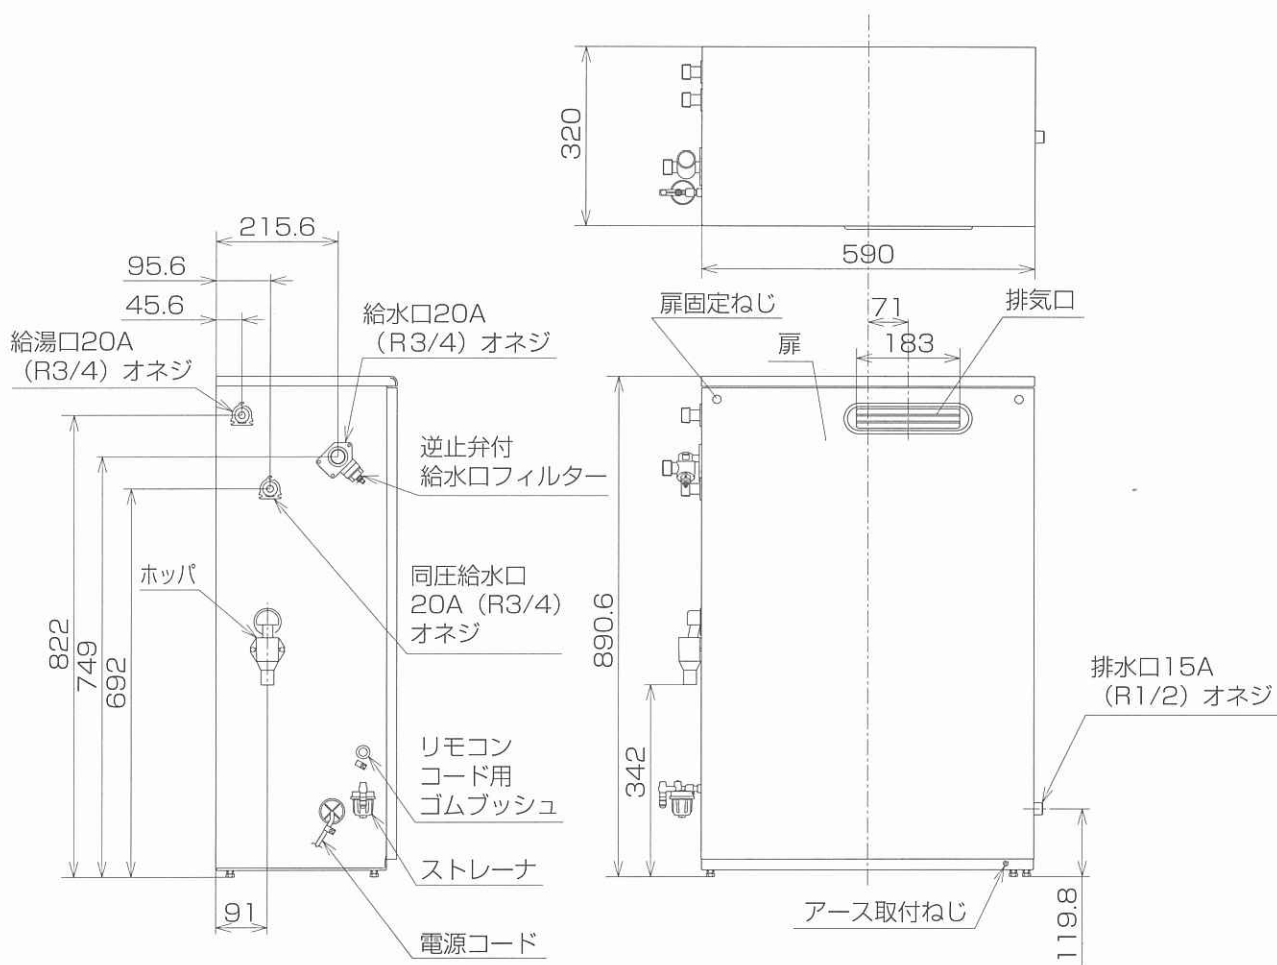 320
590
215.6
95.6
45.6
給湯口20A
（R3/4）オネジ
給水口20A
（R3/4）オネジ
逆止弁付
給水口フィルター
同圧給水口
20A（R3/4）
オネジ
ホッパ
822
749
692
リモコン
コード用
ゴムブッシュ
ストレーナ
電源コード
91
扉固定ねじ
扉
71
183
排気口
890.6
342
排水口15A
（R1/2）オネジ
アース取付ねじ
119.8